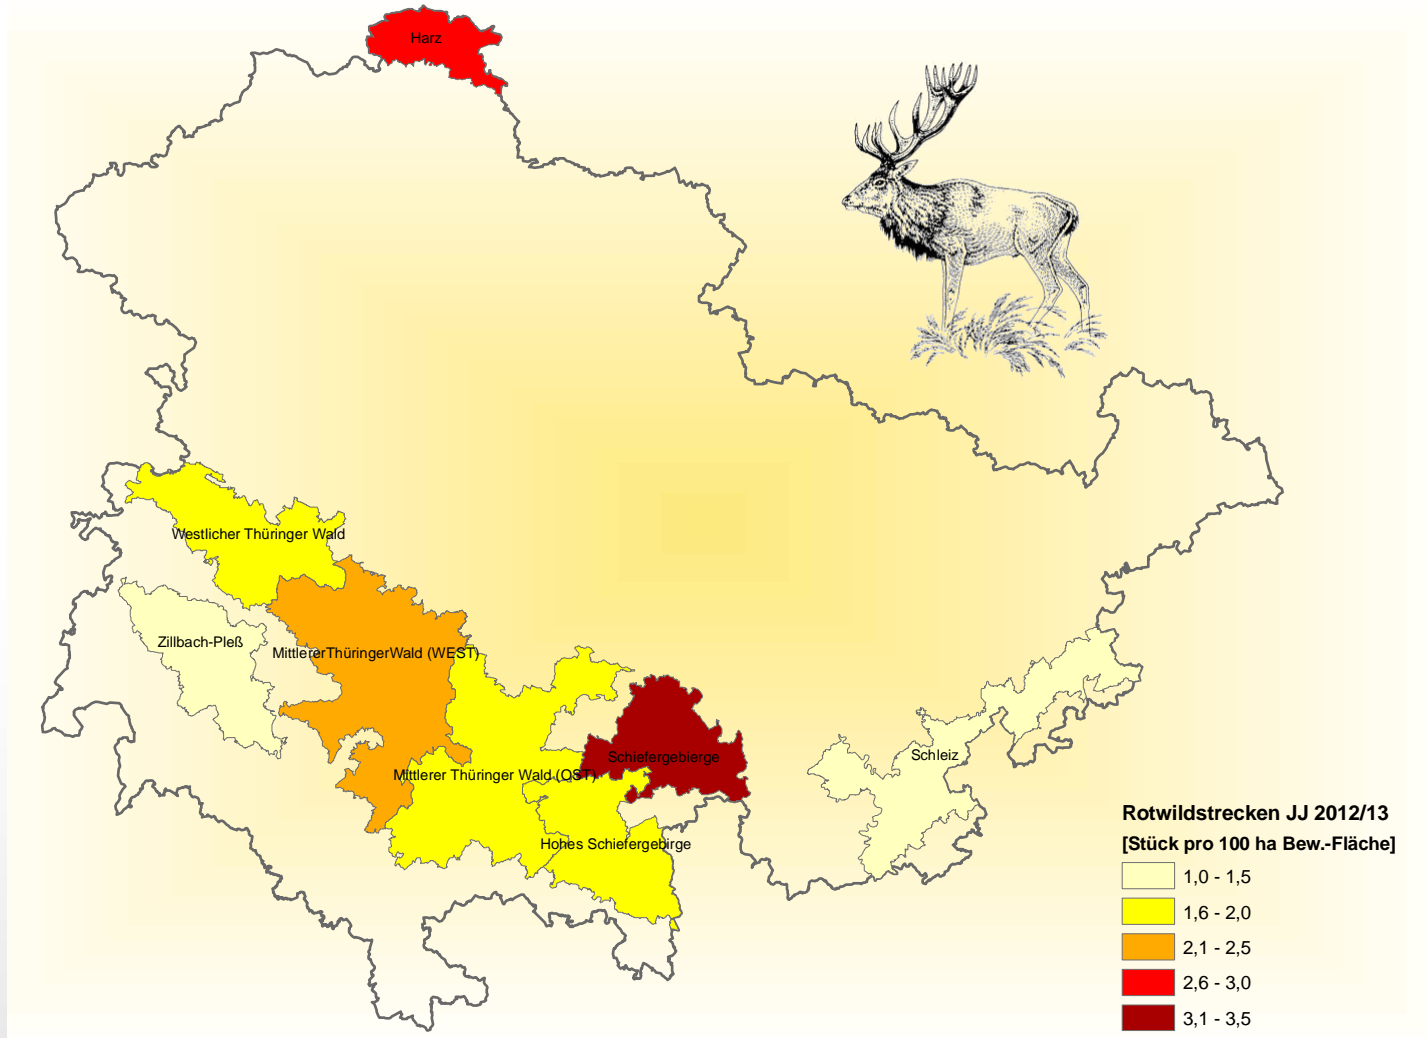 Harz
Westlicher Thüringer Wald
Zillbach-Pleß
MittlererThüringerWald (WEST)
Schiefergebierge
Schleiz
Mittlerer Thüringer Wald (OST)
Hohes Schiefergebirge
Rotwildstrecken JJ 2012/13
[Stück pro 100 ha Bew.-Fläche]
1,0 - 1,5
1,6 - 2,0
2,1 - 2,5
2,6 - 3,0
3,1 - 3,5